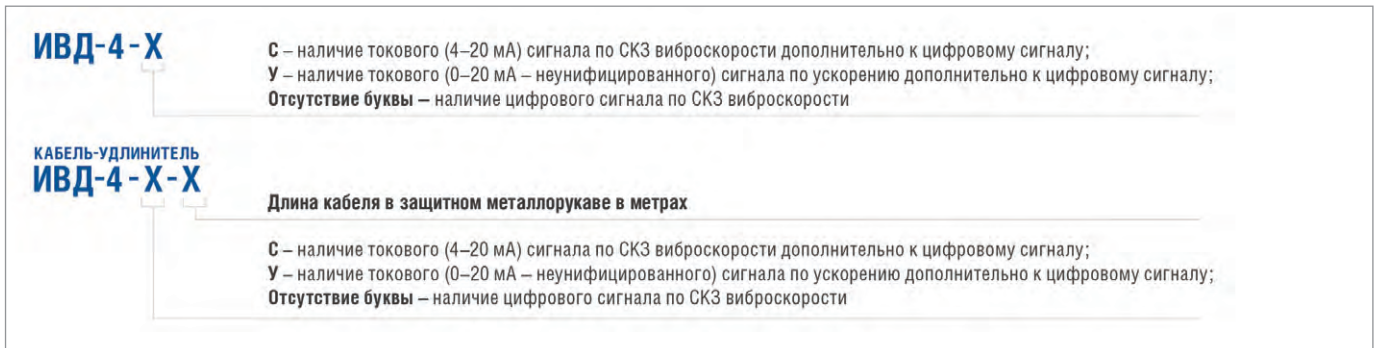 ИВД-4-Х
С – наличие токового (4–20 мА) сигнала по СКЗ виброскорости дополнительно к цифровому сигналу;
У – наличие токового (0–20 мА – неунифицированного) сигнала по ускорению дополнительно к цифровому сигналу;
Отсутствие буквы – наличие цифрового сигнала по СКЗ виброскорости
КАБЕЛЬ-УДЛИНИТЕЛЬ
ИВД-4-Х-Х
Длина кабеля в защитном металлорукаве в метрах
С – наличие токового (4–20 мА) сигнала по СКЗ виброскорости дополнительно к цифровому сигналу;
У – наличие токового (0–20 мА – неунифицированного) сигнала по ускорению дополнительно к цифровому сигналу;
Отсутствие буквы – наличие цифрового сигнала по СКЗ виброскорости